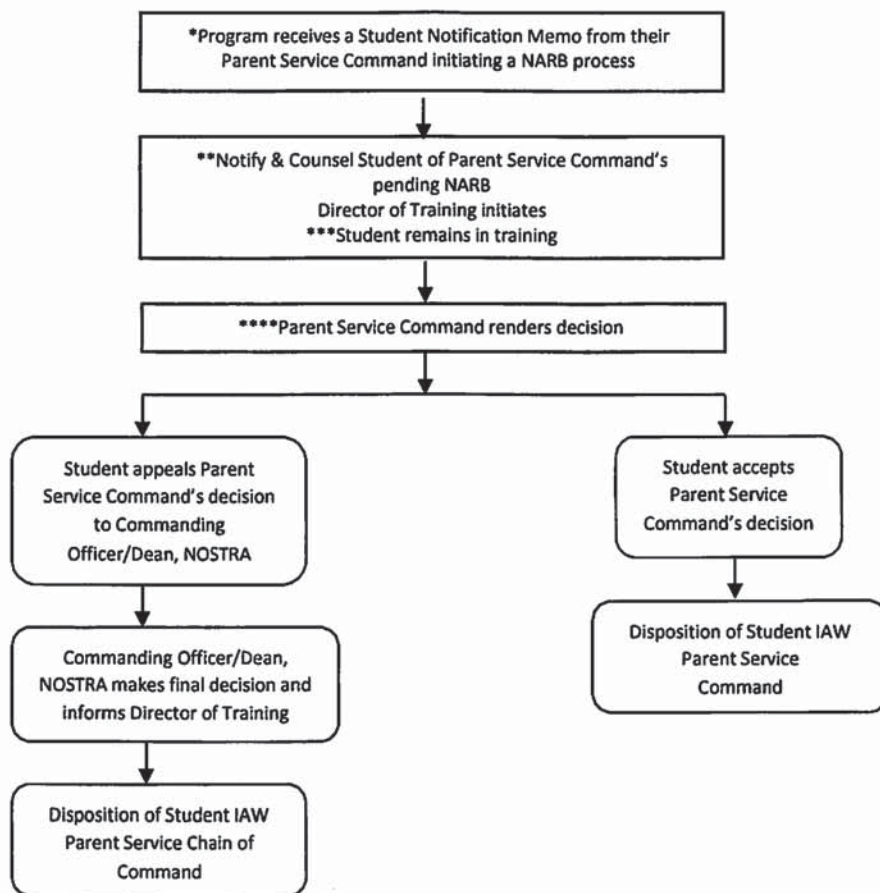 *Program receives a Student Notification Memo from their
Parent Service Command initiating a NARB process
**Notify & Counsel Student of Parent Service Command's
pending NARB
Director of Training initiates
***Student remains in training
****Parent Service Command renders decision
Student appeals Parent
Service Command's decision
to Commanding
Officer/Dean, NOSTRA
Commanding Officer/Dean,
NOSTRA makes final decision and
informs Director of Training
Disposition of Student IAW
Parent Service Chain of
Command
Student accepts
Parent Service
Command's decision
Disposition of Student IAW
Parent Service
Command